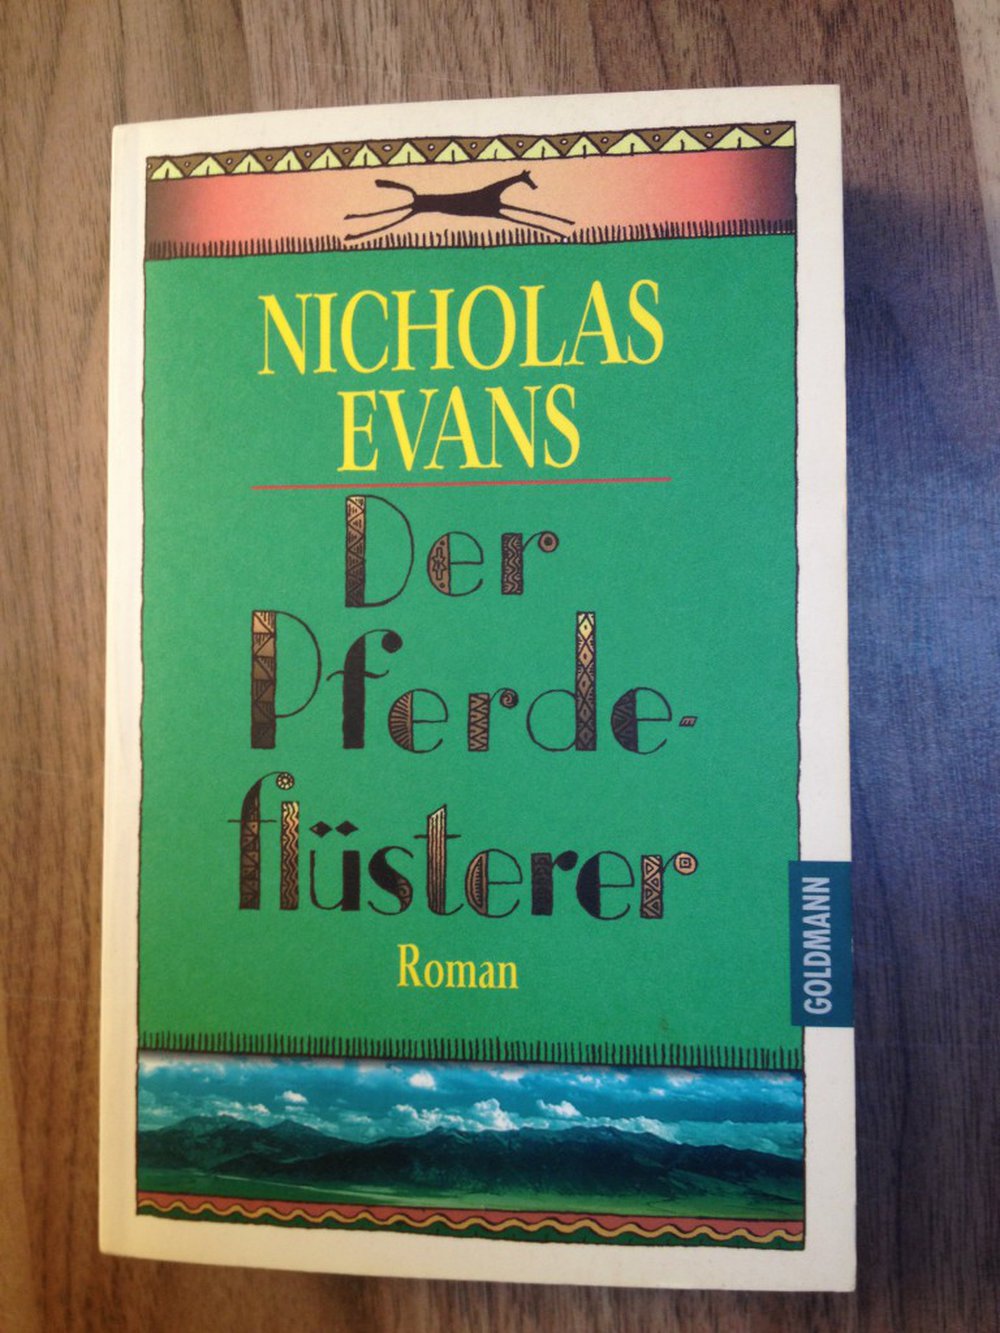 NICHOLAS
EVANS
Der
Pferde-
flüsterer
Roman
GOLDMANN